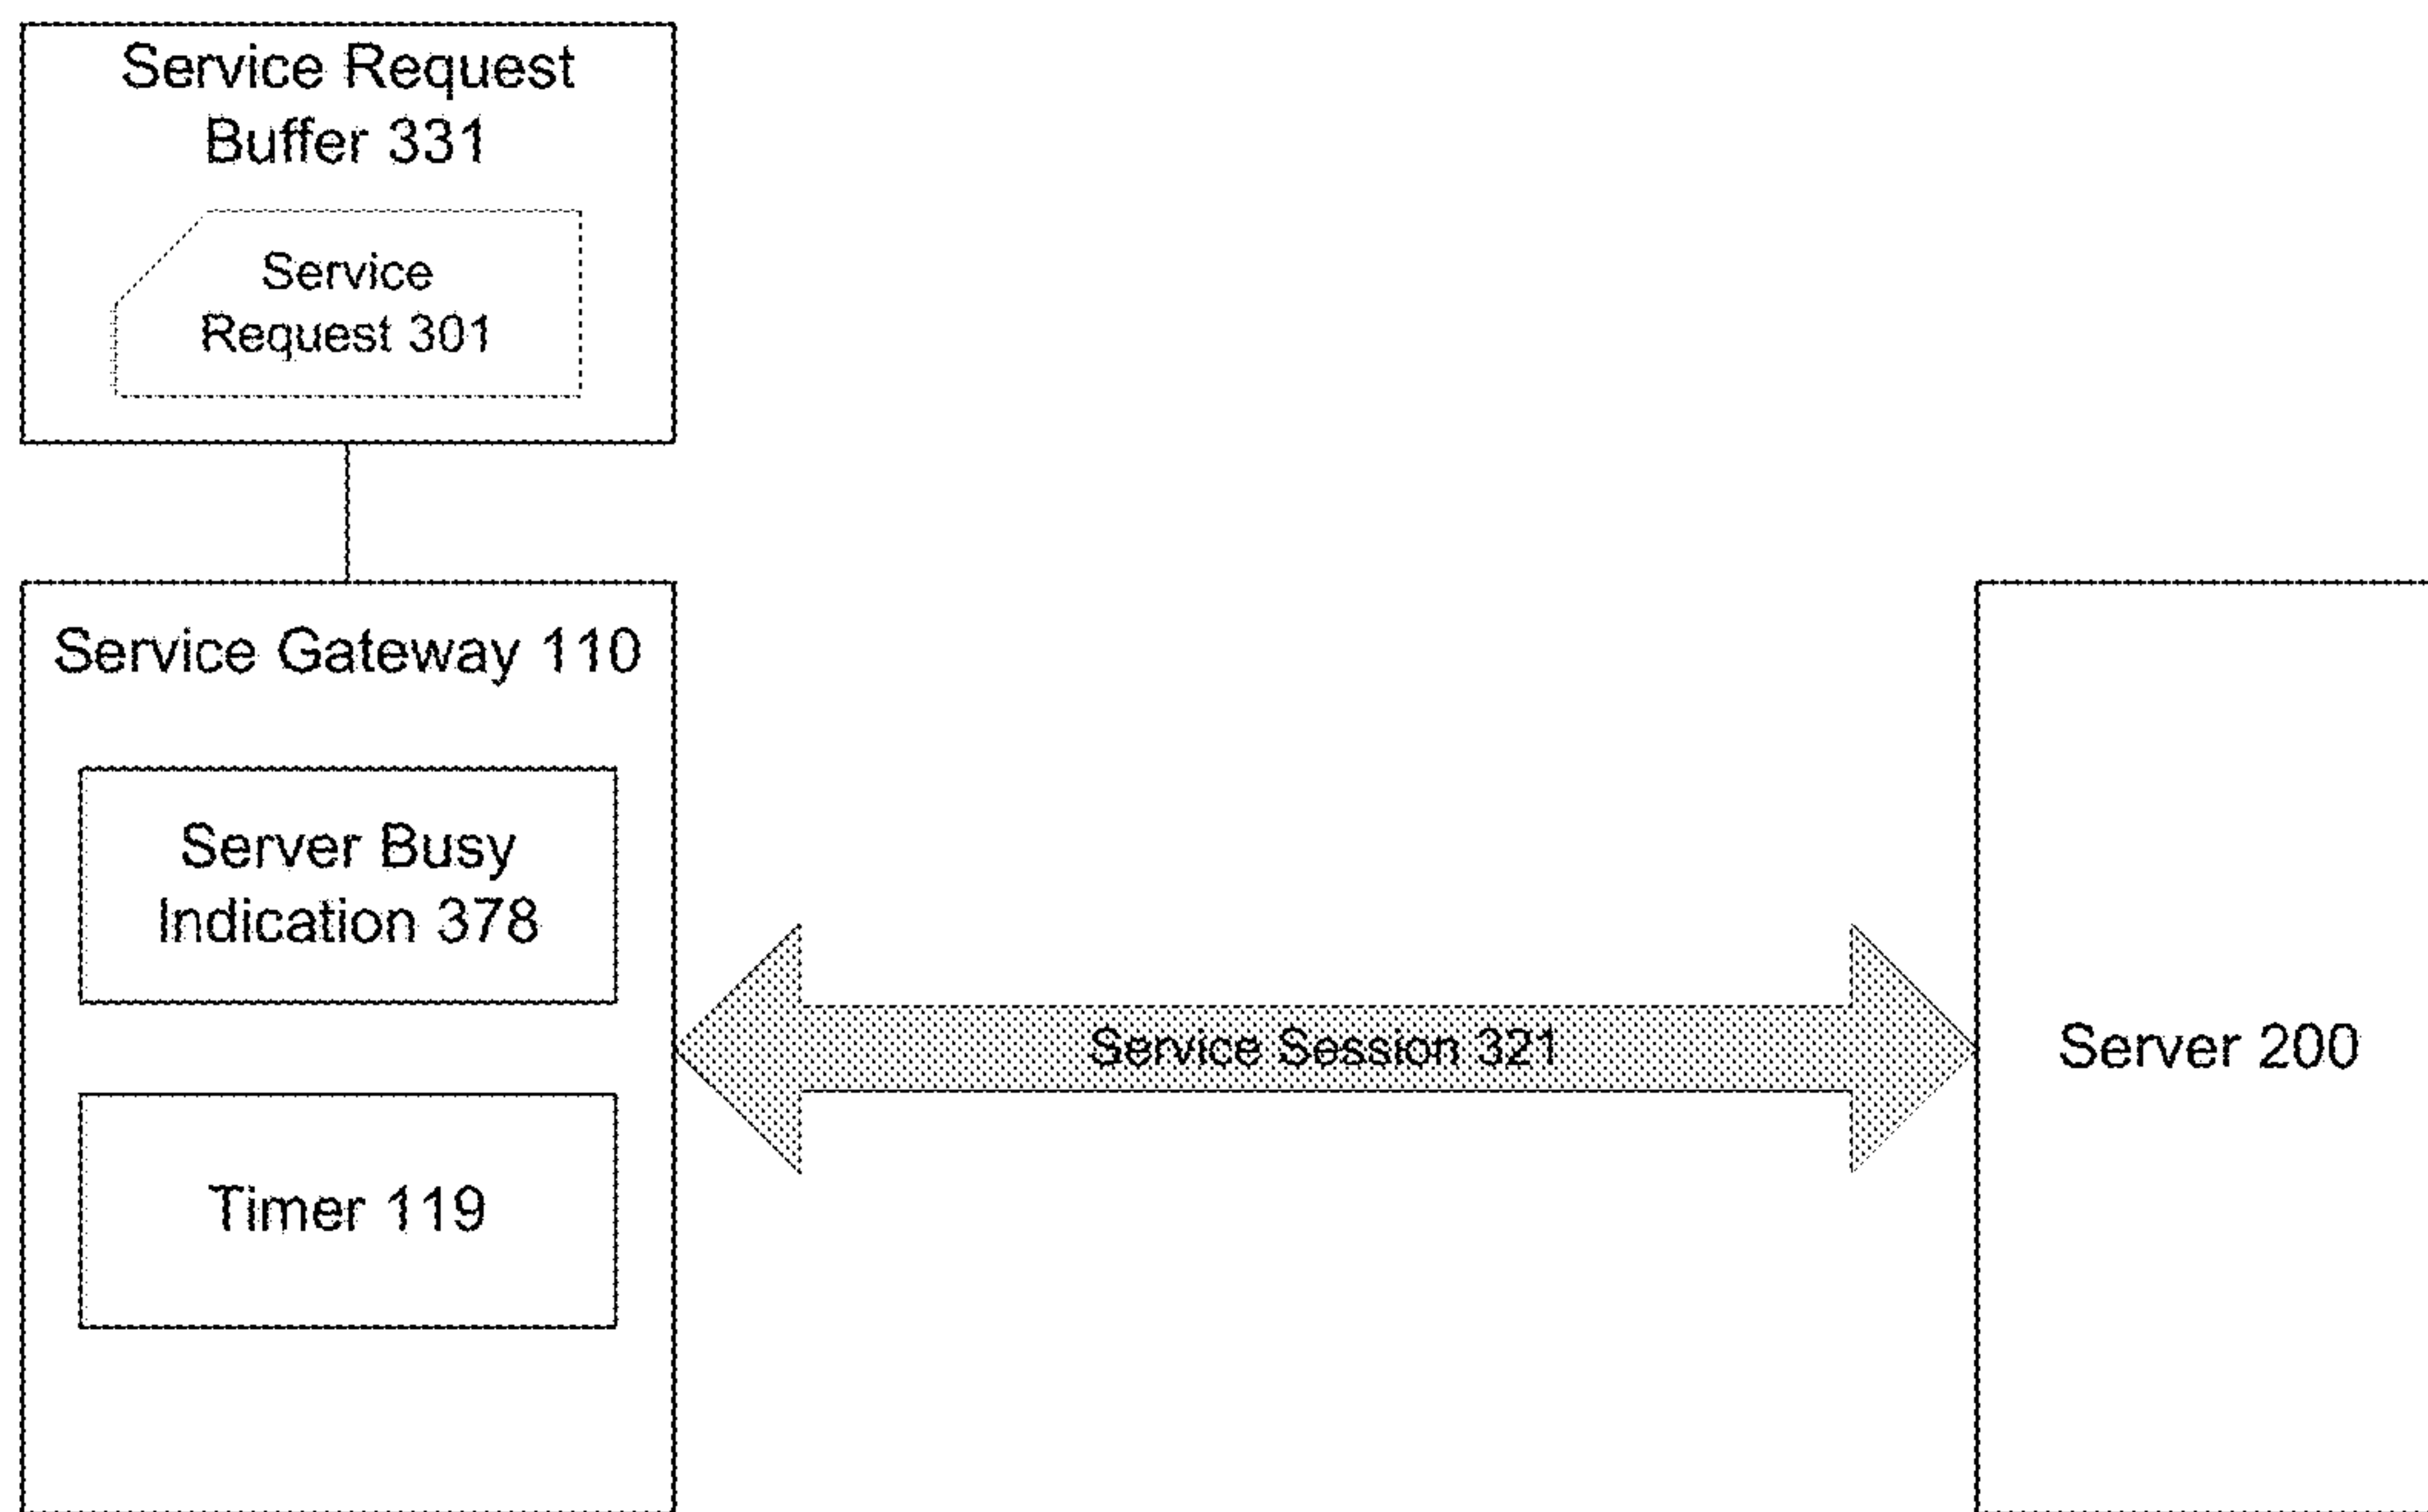 Service Request
Buffer 331
Service
Request 301
Service Gateway 110
Server Busy
Indication 378
Timer 119
Service Session 321
Server 200